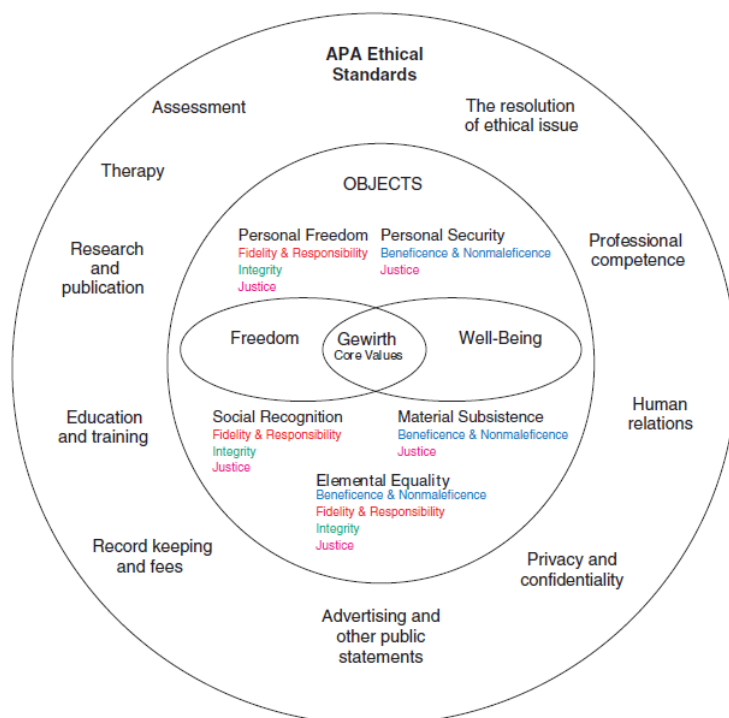 APA Ethical
Standards
Assessment
The resolution
of ethical issue
Therapy
OBJECTS
Personal Freedom
Fidelity & Responsibility
Integrity
Justice
Personal Security
Beneficence & Nonmaleficence
Justice
Research
and
publication
Professional
competence
Freedom
Gewirth
Core Values
Well-Being
Education
and training
Social Recognition
Fidelity & Responsibility
Integrity
Justice
Material Subsistence
Beneficence & Nonmaleficence
Justice
Human
relations
Elemental Equality
Beneficence & Nonmaleficence
Fidelity & Responsibility
Integrity
Justice
Record keeping
and fees
Privacy and
confidentiality
Advertising and
other public
statements